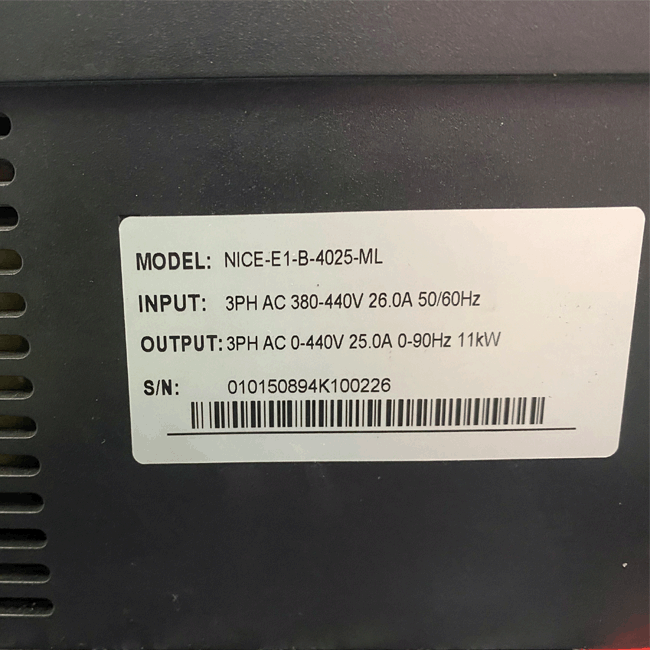 MODEL: NICE-E1-B-4025-ML
INPUT: 3PH AC 380-440V 26.0A 50/60Hz
OUTPUT: 3PH AC 0-440V 25.0A 0-90Hz 11kW
S/N: 010150894K100226